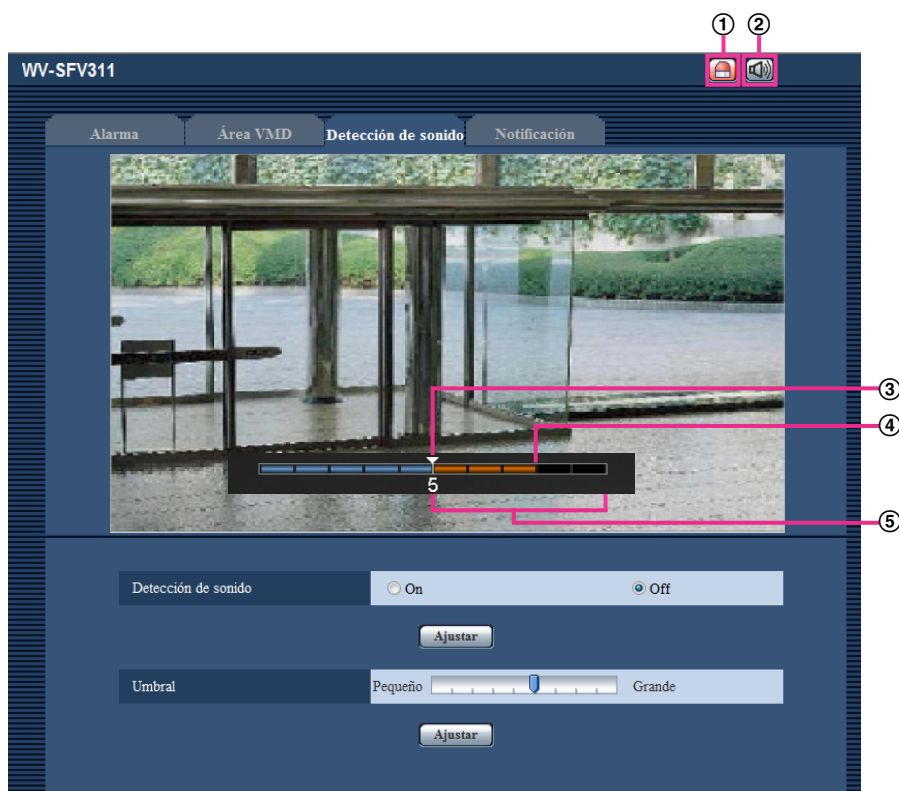 ① ②
WV-SFV311
Alarma Área VMD Detección de sonido Notificación
③
④
5
⑤
Detección de sonido On Off
Ajustar
Umbral Pequeño Grande
Ajustar